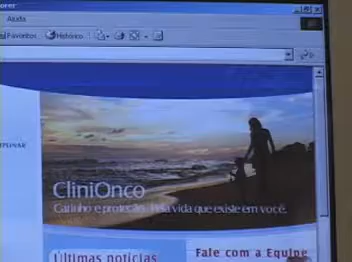 Ajuda
Favoritos
Histórico
CliniOnco
Carinho e proteção. Pela vida que existe em você.
Últimas notícias
Fale com a Equipe